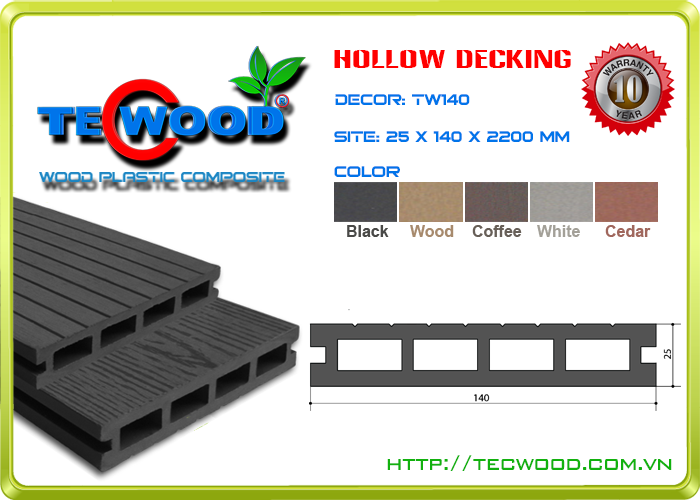 TECWOOD®
WOOD PLASTIC COMPOSITE
HOLLOW DECKING
DECOR: TW140
SITE: 25 X 140 X 2200 MM
COLOR
Black Wood Coffee White Cedar
WARRANTY
10
YEAR
25
140
HTTP://TECWOOD.COM.VN